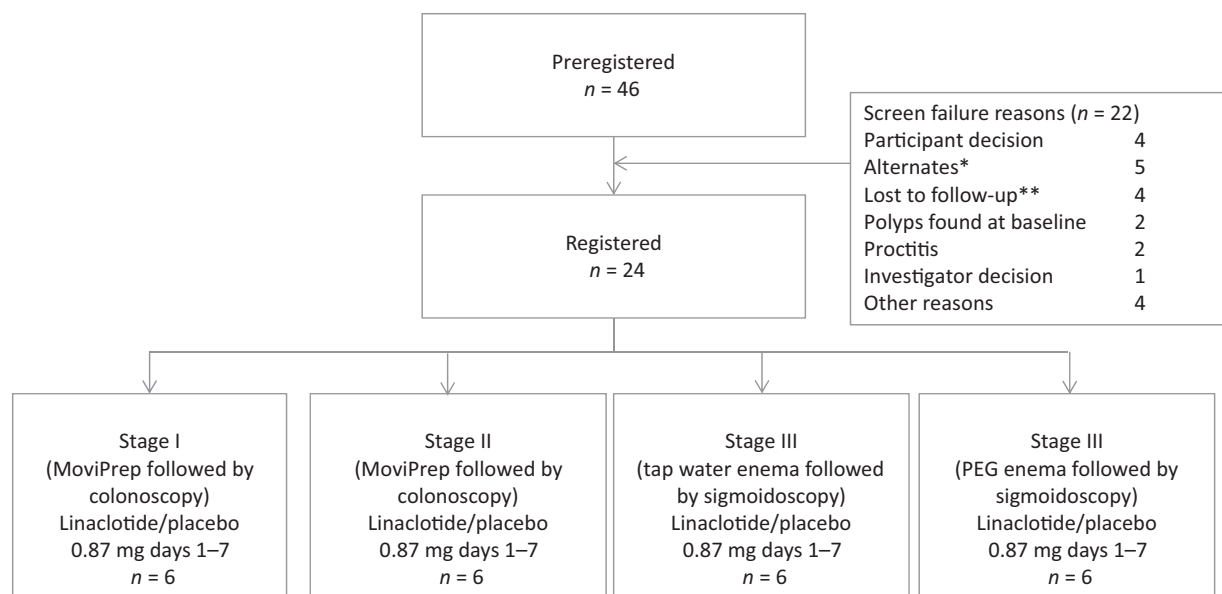 Preregistered
n = 46
Screen failure reasons (n = 22)
Participant decision 4
Alternates* 5
Lost to follow-up** 4
Polyps found at baseline 2
Proctitis 2
Investigator decision 1
Other reasons 4
Registered
n = 24
Stage I
(MoviPrep followed by
colonoscopy)
Linaclotide/placebo
0.87 mg days 1–7
n = 6
Stage II
(MoviPrep followed by
colonoscopy)
Linaclotide/placebo
0.87 mg days 1–7
n = 6
Stage III
(tap water enema followed
by sigmoidoscopy)
Linaclotide/placebo
0.87 mg days 1–7
n = 6
Stage III
(PEG enema followed by
sigmoidoscopy)
Linaclotide/placebo
0.87 mg days 1–7
n = 6